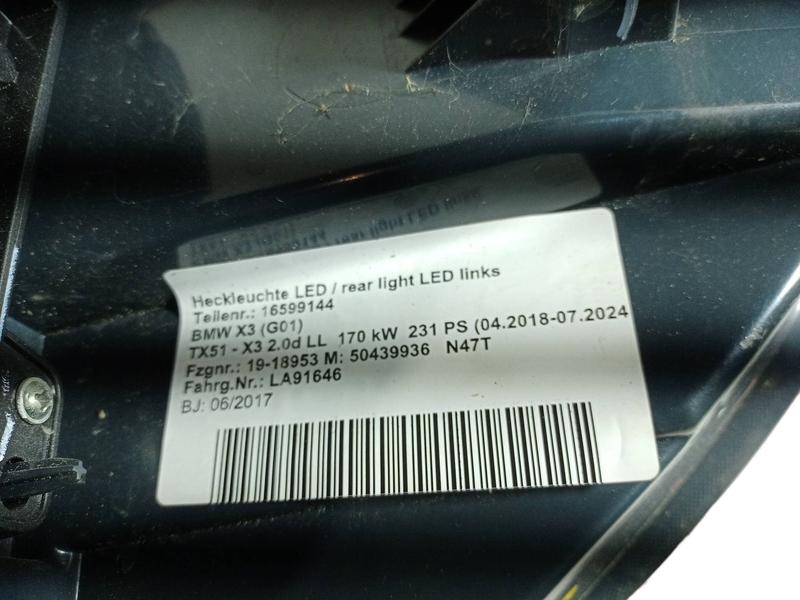 Heckleuchte LED / rear light LED links
Teilenr.: 16599144
BMW X3 (G01)
TX51 - X3 2.0d LL 170 kW 231 PS (04.2018-07.2024
Fzgnr.: 19-18953 M: 50439936 N47T
Fahrg.Nr.: LA91646
BJ: 06/2017